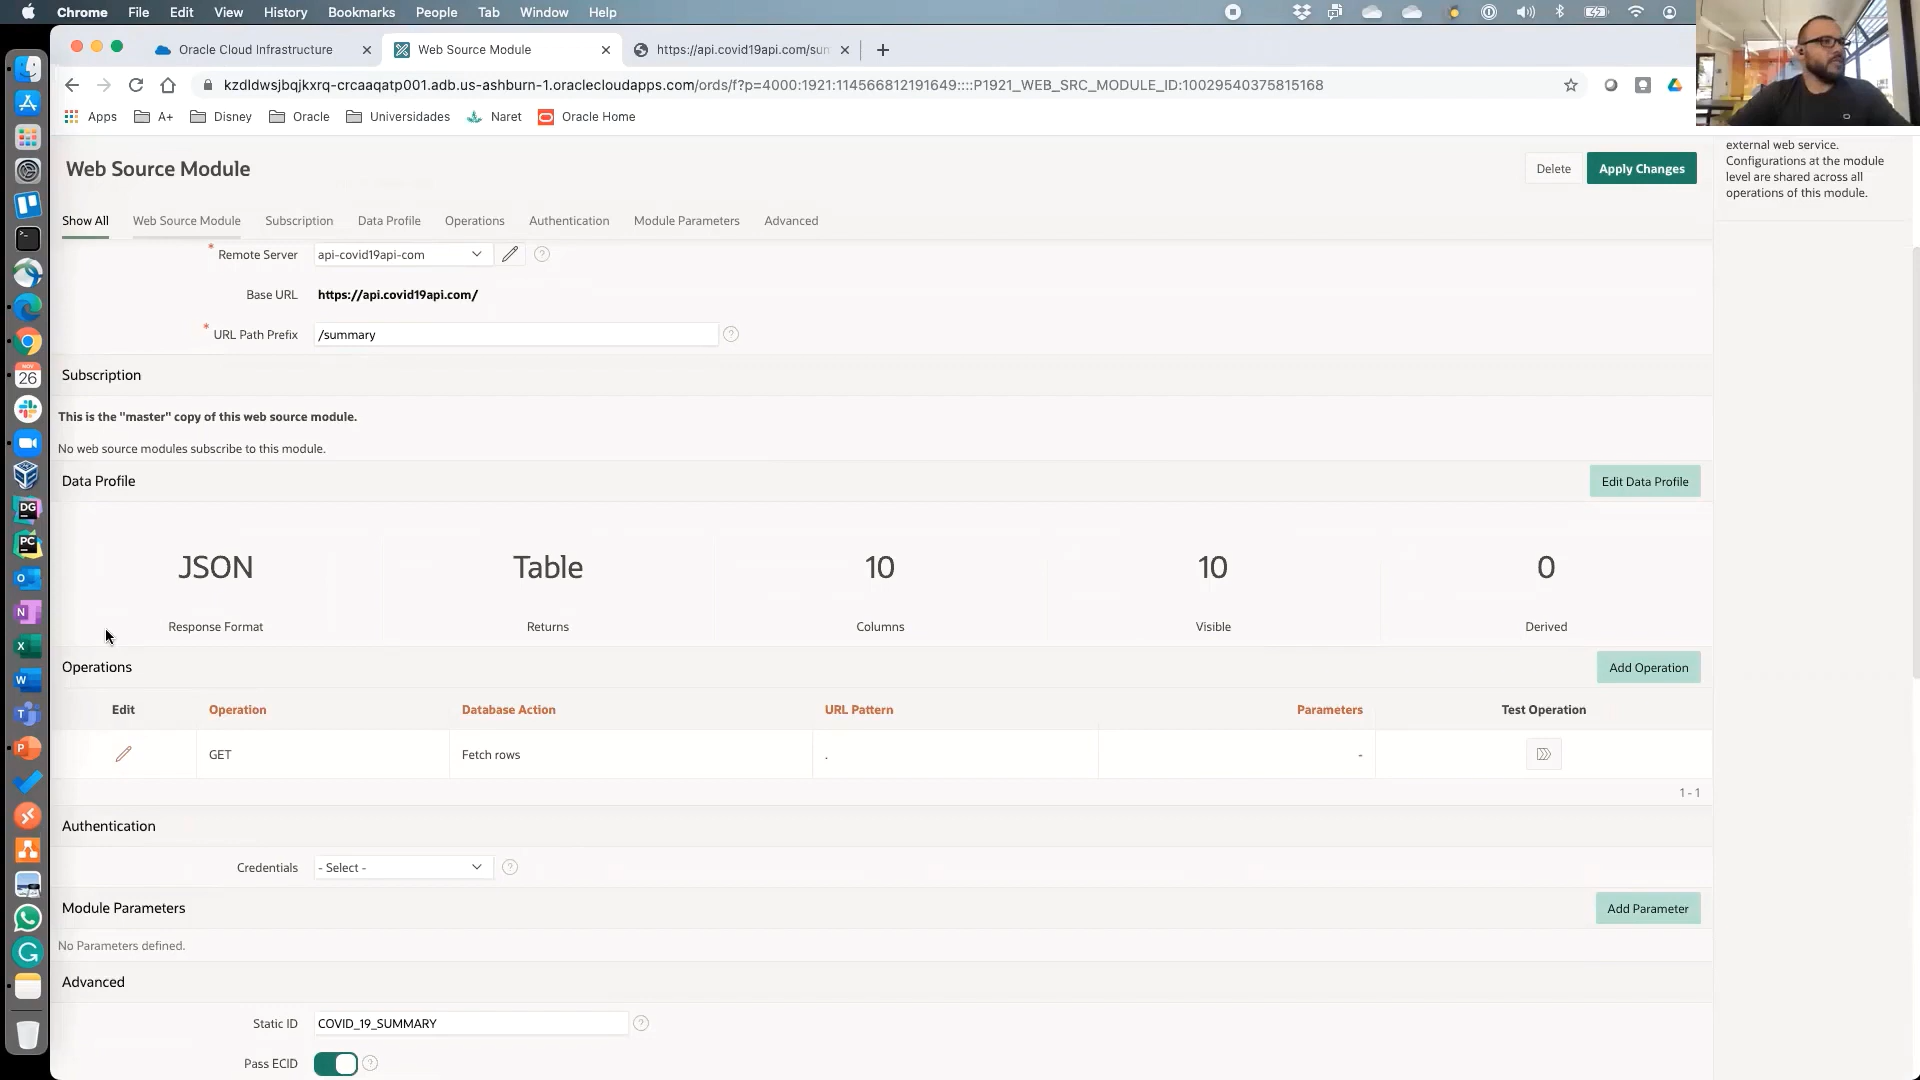 Chrome File Edit View History Bookmarks People Tab Window Help
Oracle Cloud Infrastructure
Web Source Module
https://api.covid19api.com/sum
kzdldwsjbqjkxrq-crcaaqatp001.adb.us-ashburn-1.oraclecloudapps.com/ords/f?p=4000:1921:114566812191649::::P1921_WEB_SRC_MODULE_ID:10029540375815168
Apps A+ Disney Oracle Universidades Naret Oracle Home
Web Source Module
Delete
Apply Changes
external web service.
Configurations at the module
level are shared across all
operations of this module.
Show All Web Source Module Subscription Data Profile Operations Authentication Module Parameters Advanced
* Remote Server api-covid19api-com ?
Base URL https://api.covid19api.com/
* URL Path Prefix /summary ?
Subscription
This is the "master" copy of this web source module.
No web source modules subscribe to this module.
Data Profile
Edit Data Profile
JSON Table 10 10 0
Response Format Returns Columns Visible Derived
Operations
Add Operation
Edit Operation Database Action URL Pattern Parameters Test Operation
GET Fetch rows . -
1 - 1
Authentication
Credentials - Select - ?
Module Parameters
Add Parameter
No Parameters defined.
Advanced
Static ID COVID_19_SUMMARY ?
Pass ECID ?
NOV
26
DG
PC
O
N
X
W
T
P
G